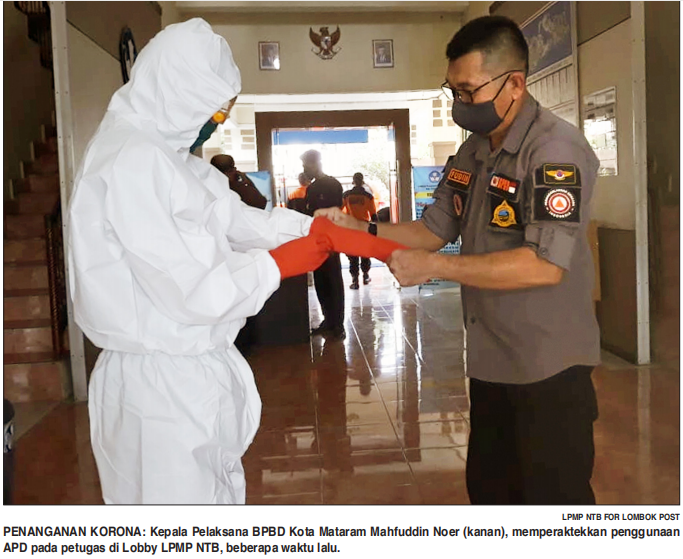 LPMP NTB FOR LOMBOK POST
PENANGANAN KORONA: Kepala Pelaksana BPBD Kota Mataram Mahfuddin Noer (kanan), memperaktekkan penggunaan
APD pada petugas di Lobby LPMP NTB, beberapa waktu lalu.